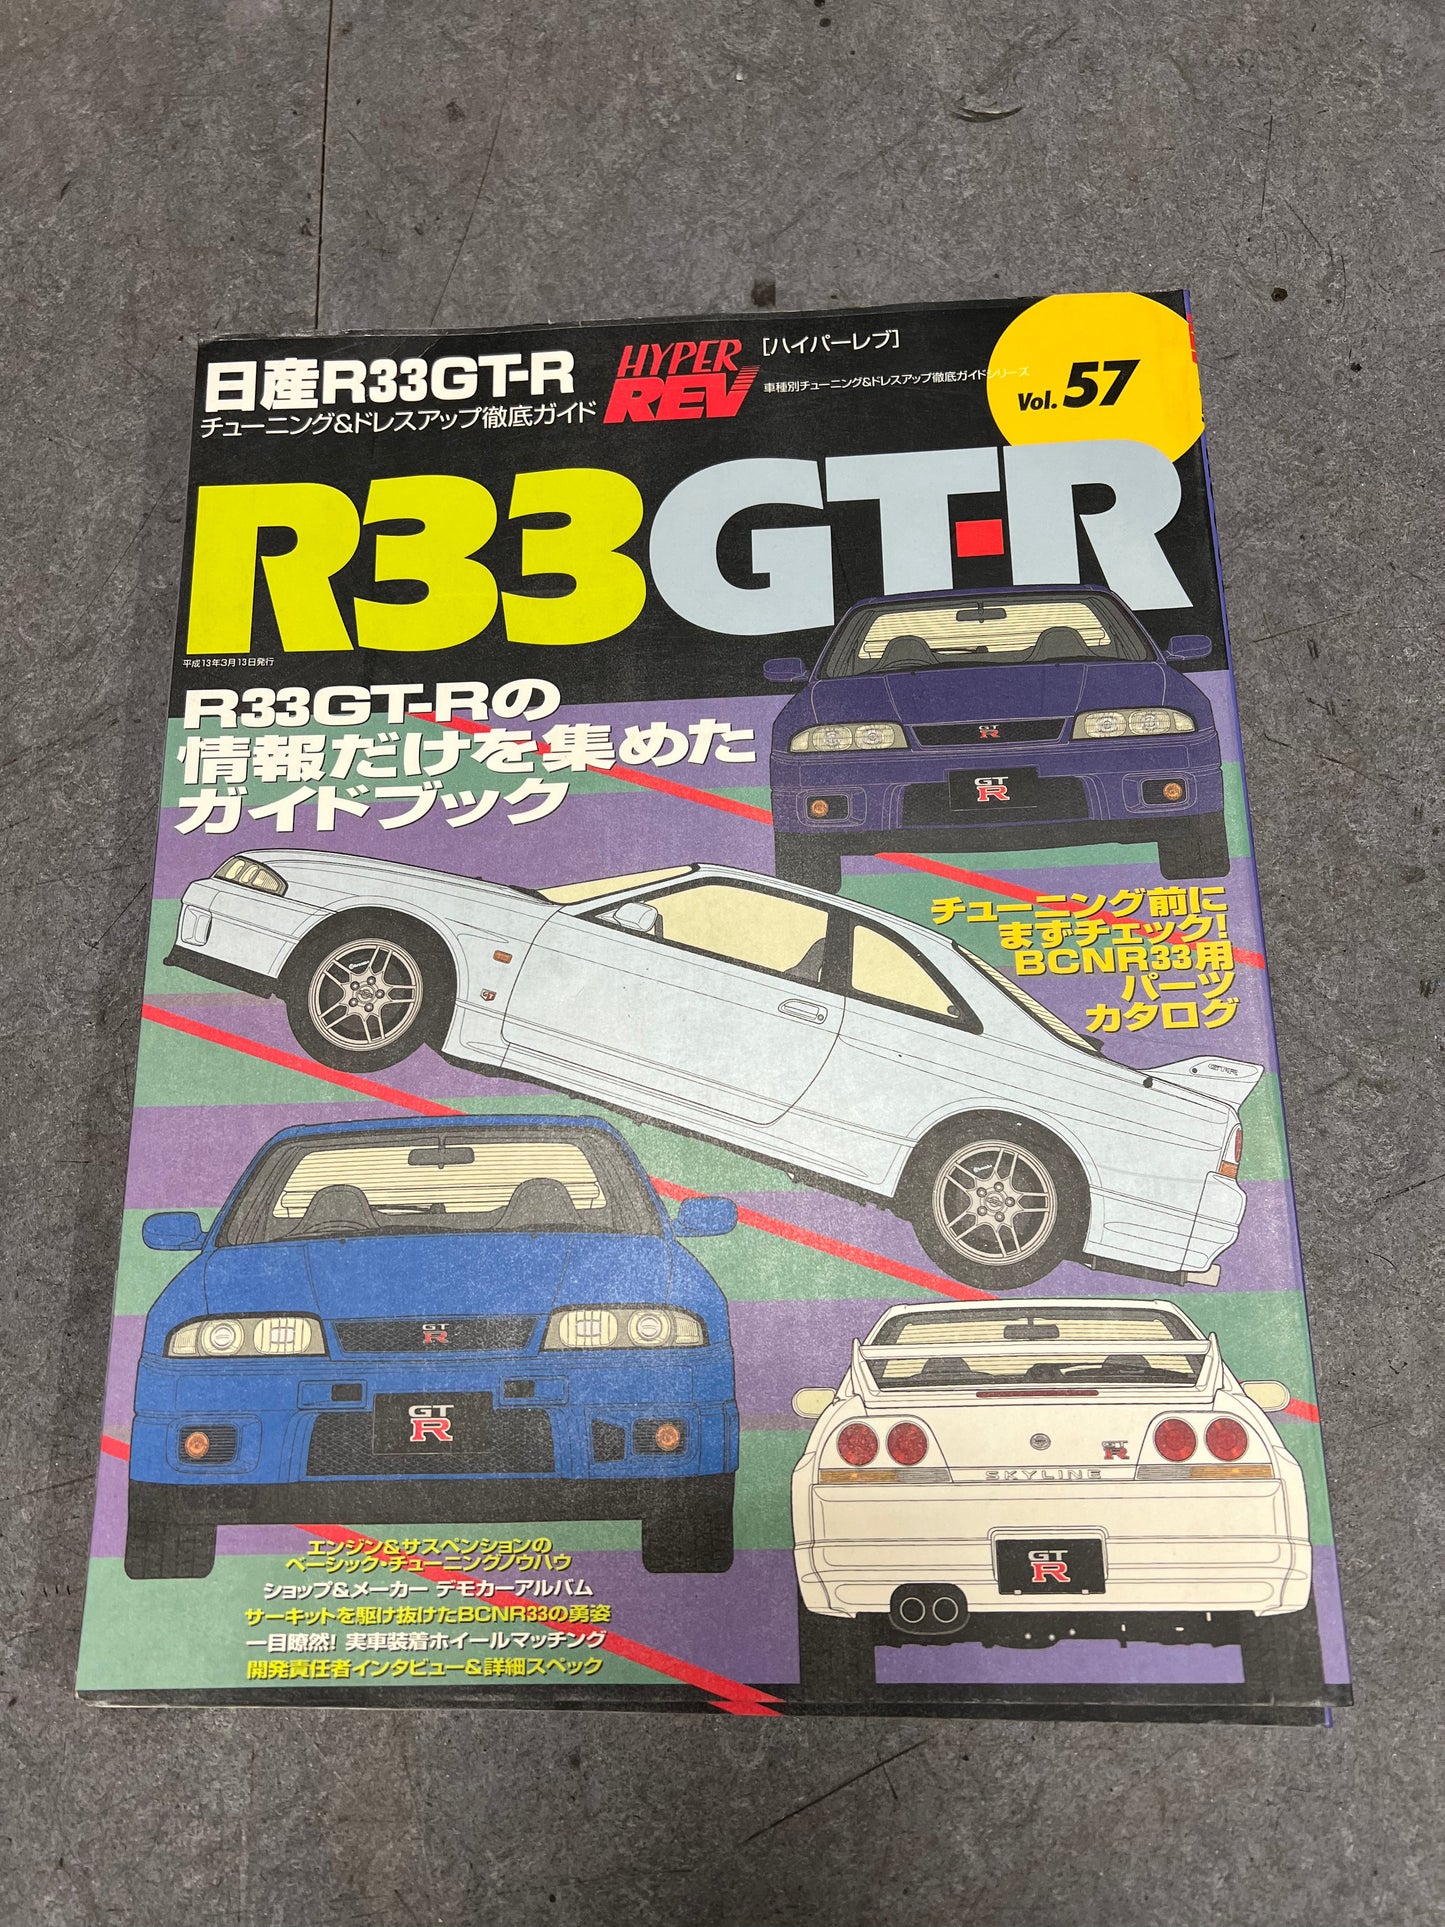 日産R33GT-R
チューニング&ドレスアップ徹底ガイド
HYPER
REV
[ハイパーレブ]
車種別チューニング&ドレスアップ徹底ガイドシリーズ
Vol. 57
R33GT-R
平成13年3月13日発行
R33GT-Rの
情報だけを集めた
ガイドブック
GT
R
GT
R
チューニング前に
まずチェック!
BCNR33用
パーツ
カタログ
GT-R
GT
R
GT
R
GT
R
SKYLINE
GT
R
エンジン&サスペンションの
ベーシック・チューニングノウハウ
ショップ&メーカー デモカーアルバム
サーキットを駆け抜けたBCNR33の勇姿
一目瞭然! 実車装着ホイールマッチング
開発責任者インタビュー&詳細スペック